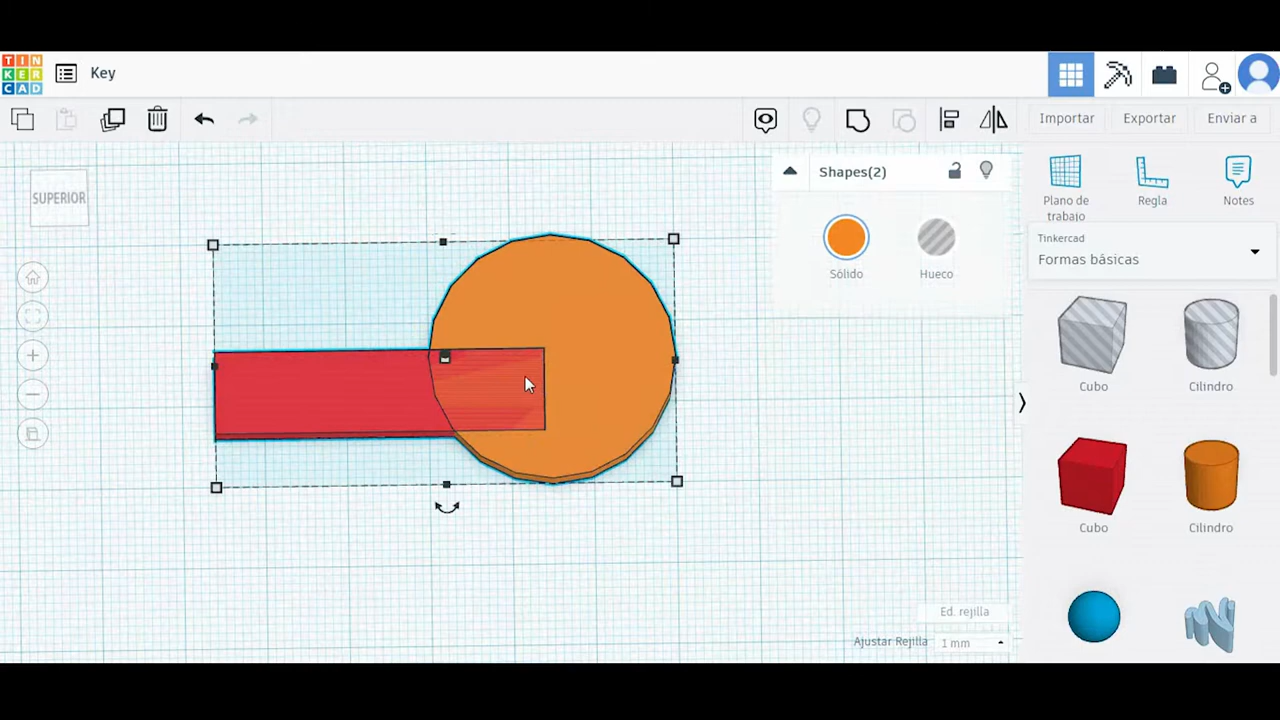 TIN
KER
CAD
Key
Importar
Exportar
Enviar a
SUPERIOR
Shapes(2)
Sólido
Hueco
Plano de
trabajo
Regla
Notes
Tinkercad
Formas básicas
Cubo
Cilindro
Cubo
Cilindro
Ed. rejilla
Ajustar Rejilla
1 mm